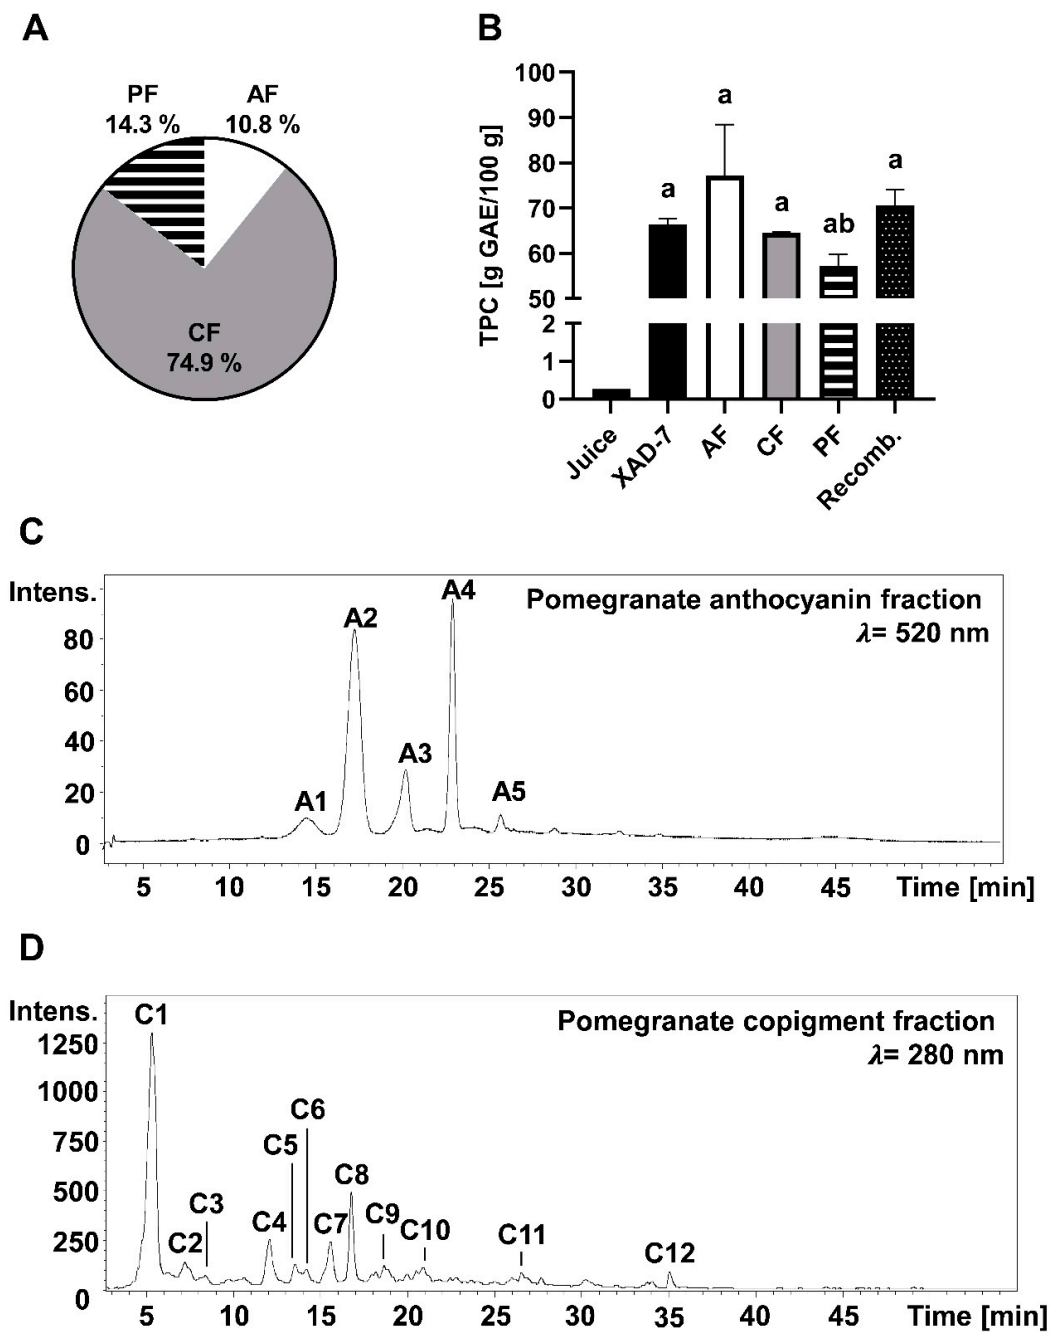 A
PF
14.3 %
AF
10.8 %
CF
74.9 %
B
TPC [g GAE/100 g]
100
90
80
70
60
50
2
1
0
a
a
a
ab
a
Juice
XAD-7
AF
CF
PF
Recomb.
C
Intens.
80
60
40
20
0
Pomegranate anthocyanin fraction
λ= 520 nm
A1
A2
A3
A4
A5
5
10
15
20
25
30
35
40
45
Time [min]
D
Intens.
1250
1000
750
500
250
0
Pomegranate copigment fraction
λ= 280 nm
C1
C2
C3
C4
C5
C6
C7
C8
C9
C10
C11
C12
5
10
15
20
25
30
35
40
45
Time [min]